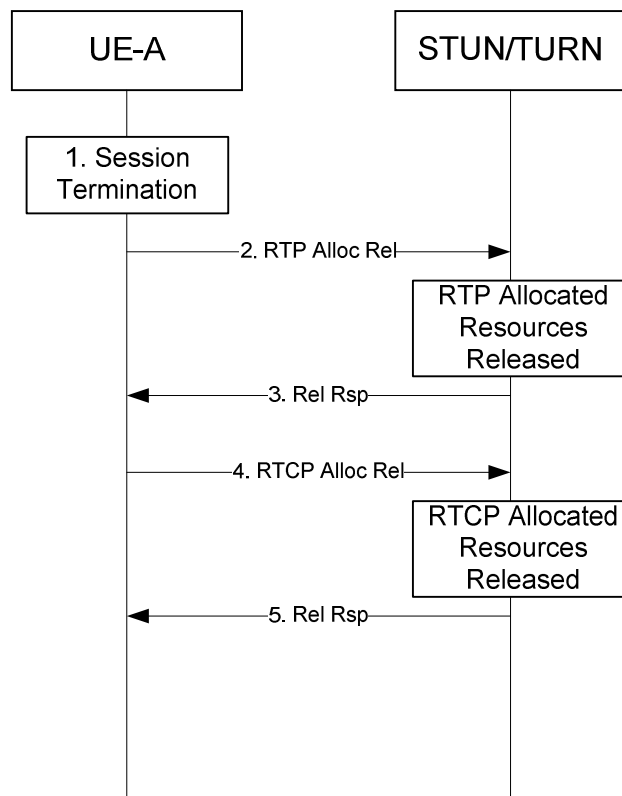 UE-A
STUN/TURN
1. Session
Termination
2. RTP Alloc Rel
RTP Allocated
Resources
Released
3. Rel Rsp
4. RTCP Alloc Rel
RTCP Allocated
Resources
Released
5. Rel Rsp